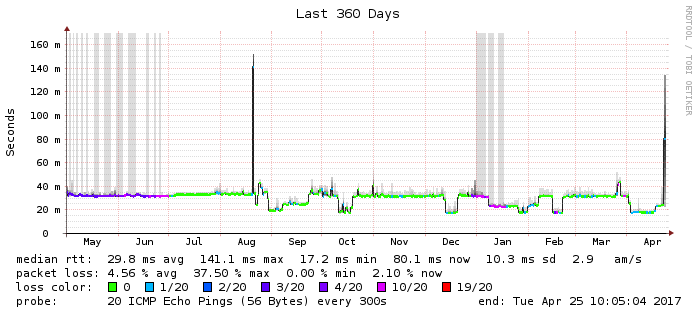 Last 360 Days
RRDTOOL / TOBI OETIKER
Seconds
160 m
140 m
120 m
100 m
80 m
60 m
40 m
20 m
0
May Jun Jul Aug Sep Oct Nov Dec Jan Feb Mar Apr
median rtt: 29.8 ms avg 141.1 ms max 17.2 ms min 80.1 ms now 10.3 ms sd 2.9 am/s
packet loss: 4.56 % avg 37.50 % max 0.00 % min 2.10 % now
loss color: 0 1/20 2/20 3/20 4/20 10/20 19/20
probe: 20 ICMP Echo Pings (56 Bytes) every 300s end: Tue Apr 25 10:05:04 2017